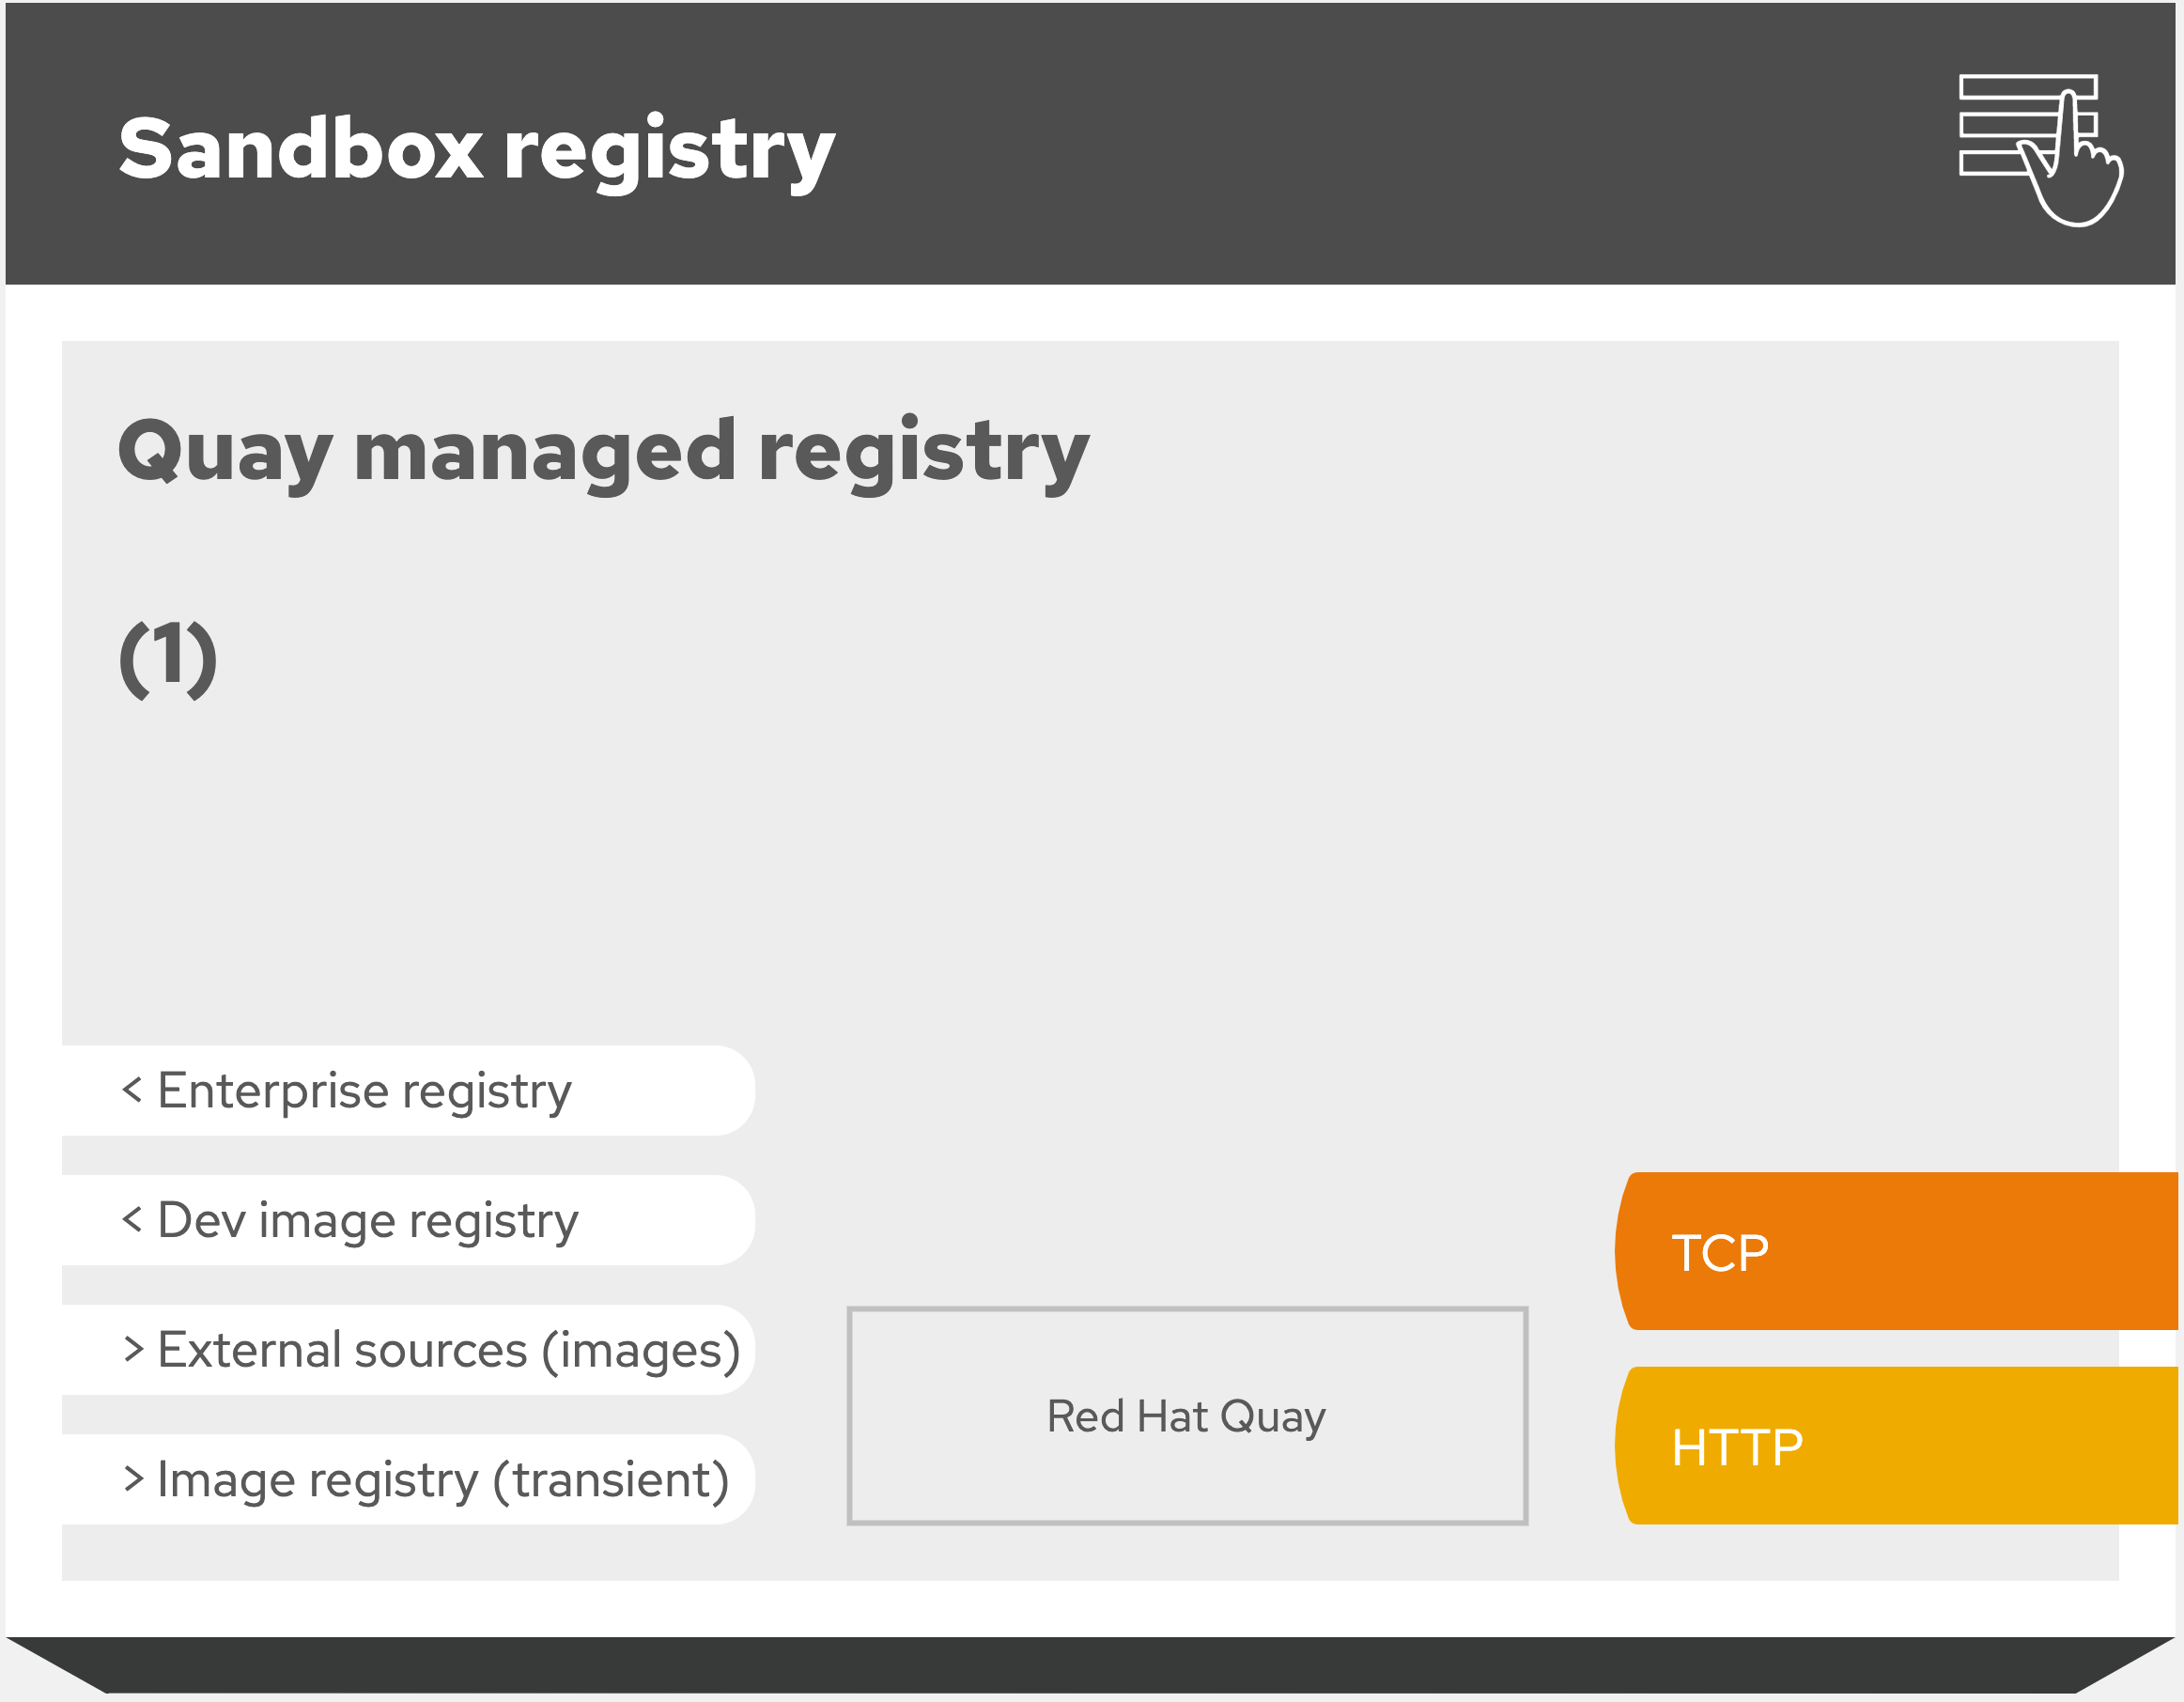 Sandbox registry
Quay managed registry
(1)
< Enterprise registry
< Dev image registry
> External sources (images)
> Image registry (transient)
Red Hat Quay
TCP
HTTP